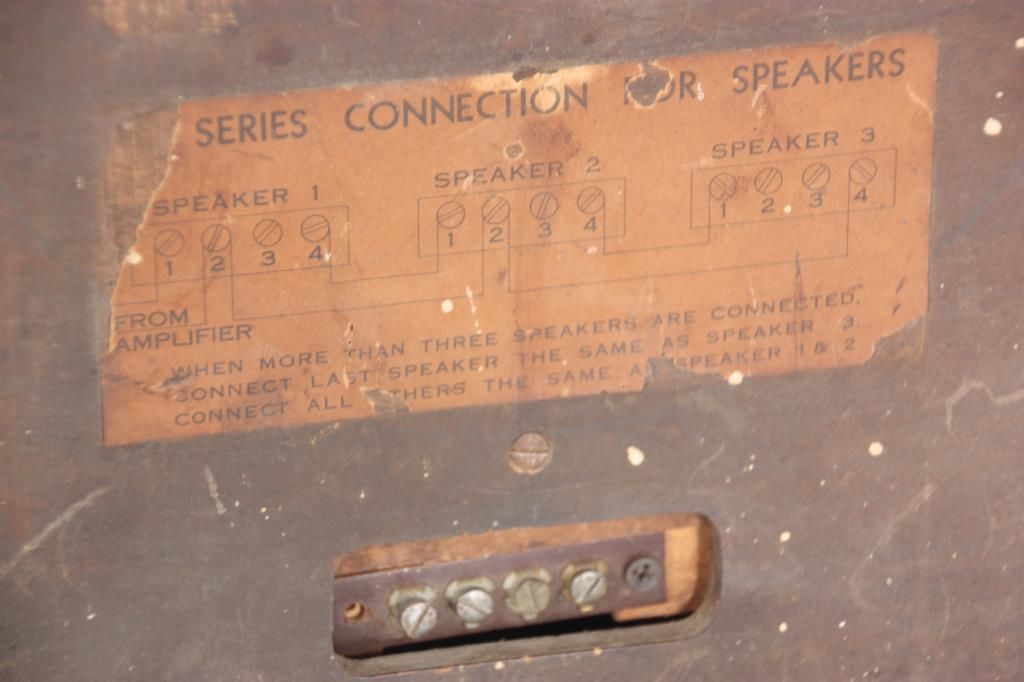 SERIES CONNECTION FOR SPEAKERS
SPEAKER 1 SPEAKER 2 SPEAKER 3
1 2 3 4 1 2 3 4 1 2 3 4
FROM
AMPLIFIER
WHEN MORE THAN THREE SPEAKERS ARE CONNECTED,
CONNECT LAST SPEAKER THE SAME AS SPEAKER 3.
CONNECT ALL OTHERS THE SAME AS SPEAKER 1 & 2